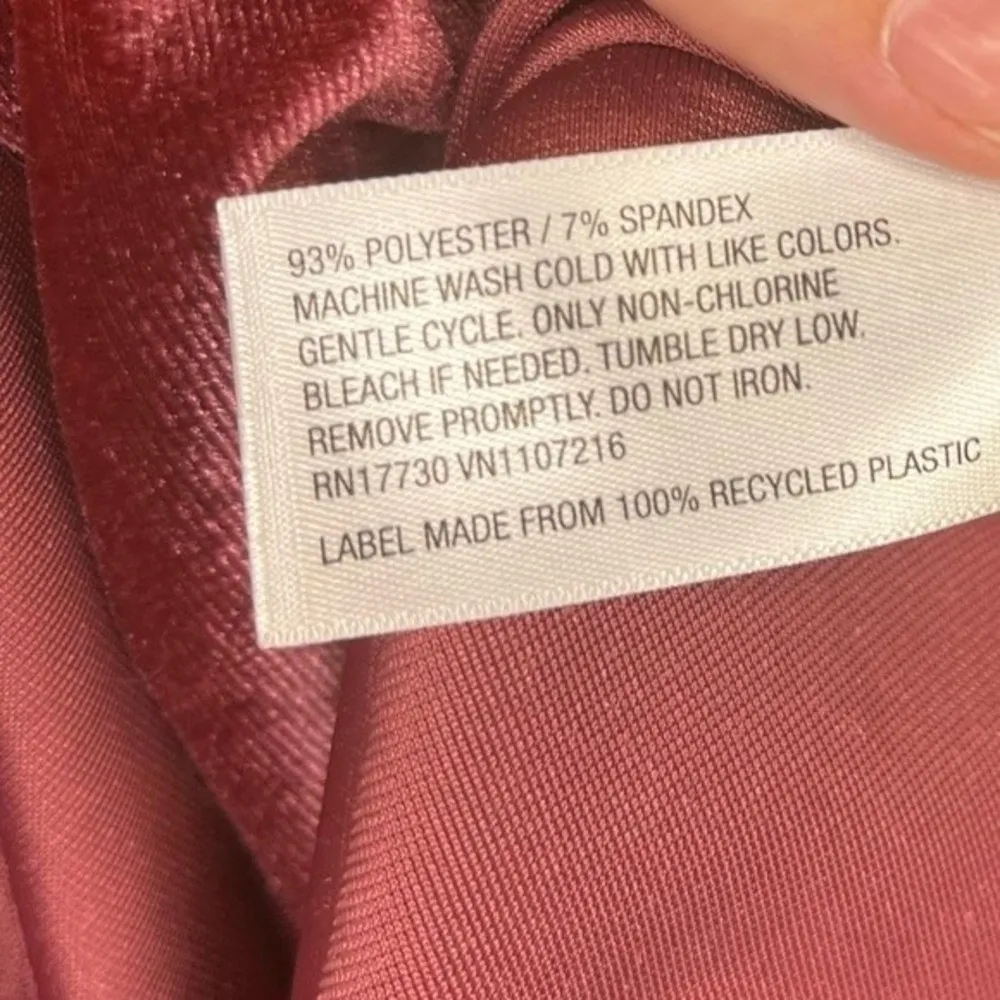 93% POLYESTER / 7% SPANDEX
MACHINE WASH COLD WITH LIKE COLORS.
GENTLE CYCLE. ONLY NON-CHLORINE
BLEACH IF NEEDED. TUMBLE DRY LOW.
REMOVE PROMPTLY. DO NOT IRON.
RN17730 VN1107216
LABEL MADE FROM 100% RECYCLED PLASTIC